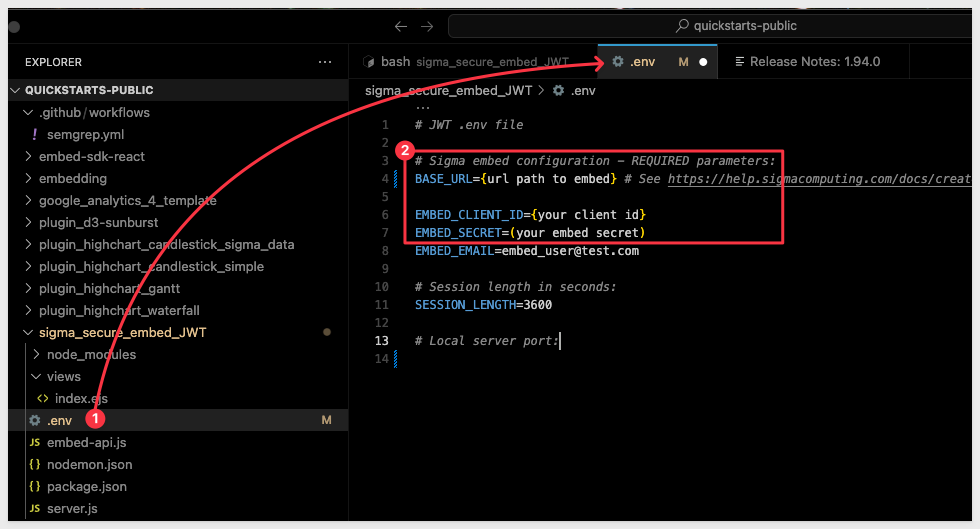 quickstarts-public
EXPLORER
bash sigma_secure_embed_JWT
.env M
Release Notes: 1.94.0
QUICKSTARTS-PUBLIC
.github/workflows
! semgrep.yml
embed-sdk-react
embedding
google_analytics_4_template
plugin_d3-sunburst
plugin_highchart_candlestick_sigma_data
plugin_highchart_candlestick_simple
plugin_highchart_gantt
plugin_highchart_waterfall
sigma_secure_embed_JWT
node_modules
views
<> index.ejs
.env M
1
JS embed-api.js
{} nodemon.json
{} package.json
JS server.js
sigma_secure_embed_JWT > .env
...
1 # JWT .env file
2
2
3 # Sigma embed configuration – REQUIRED parameters:
4 BASE_URL={url path to embed} # See https://help.sigmacomputing.com/docs/creat
5
6 EMBED_CLIENT_ID={your client id}
7 EMBED_SECRET=(your embed secret)
8 EMBED_EMAIL=embed_user@test.com
9
10 # Session length in seconds:
11 SESSION_LENGTH=3600
12
13 # Local server port:
14